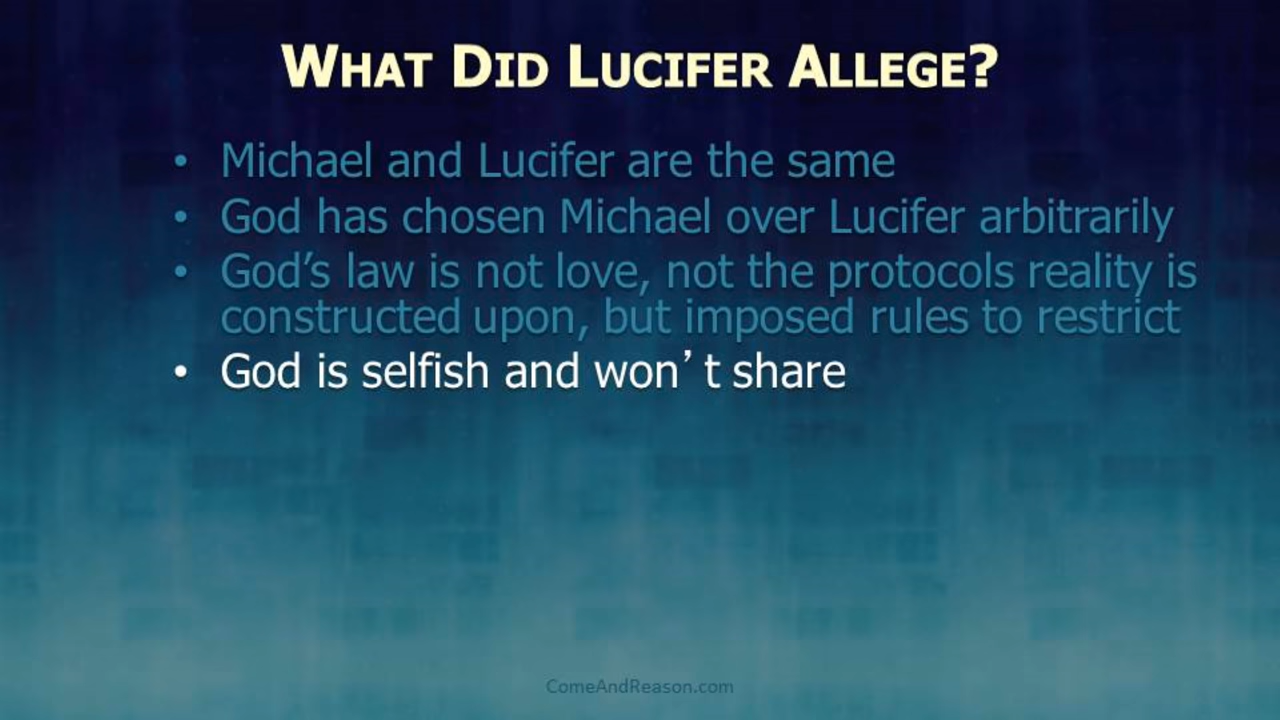 WHAT DID LUCIFER ALLEGE?
• Michael and Lucifer are the same
• God has chosen Michael over Lucifer arbitrarily
• God's law is not love, not the protocols reality is
constructed upon, but imposed rules to restrict
• God is selfish and won’t share
ComeAndReason.com